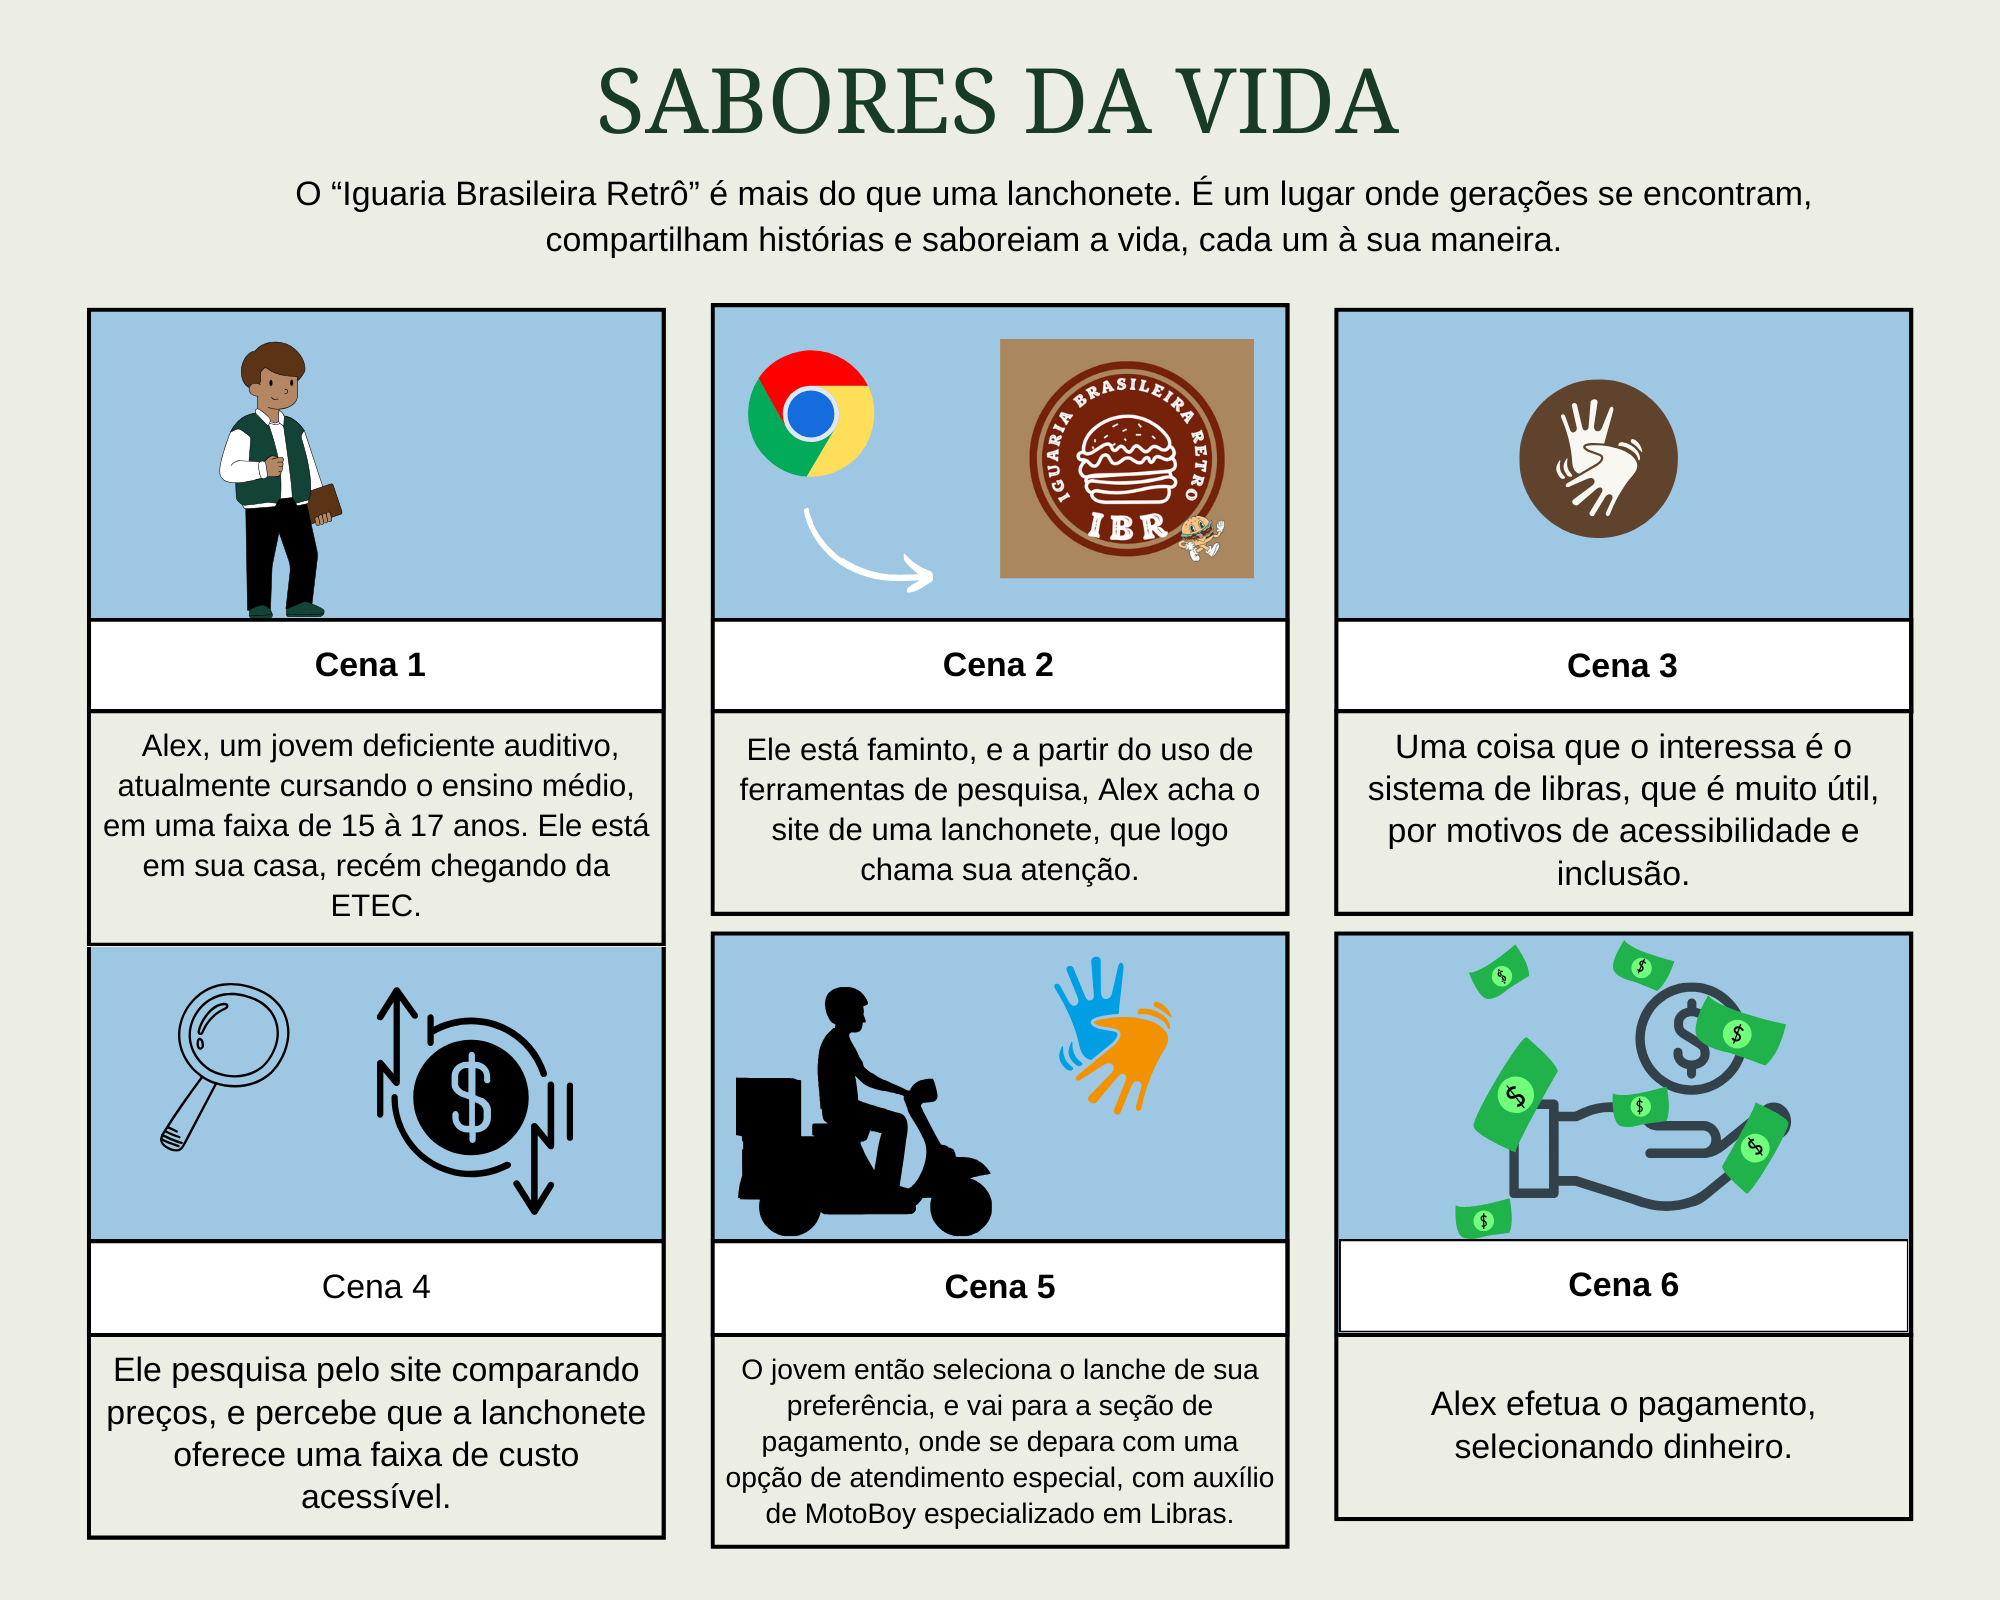 SABORES DA VIDA
O “Iguaria Brasileira Retrô” é mais do que uma lanchonete. É um lugar onde gerações se encontram,
compartilham histórias e saboreiam a vida, cada um à sua maneira.
IGUARIA BRASILEIRA RETRO
IBR
Cena 1
Alex, um jovem deficiente auditivo,
atualmente cursando o ensino médio,
em uma faixa de 15 à 17 anos. Ele está
em sua casa, recém chegando da
ETEC.
Cena 2
Ele está faminto, e a partir do uso de
ferramentas de pesquisa, Alex acha o
site de uma lanchonete, que logo
chama sua atenção.
Cena 3
Uma coisa que o interessa é o
sistema de libras, que é muito útil,
por motivos de acessibilidade e
inclusão.
$
Cena 4
Ele pesquisa pelo site comparando
preços, e percebe que a lanchonete
oferece uma faixa de custo
acessível.
Cena 5
O jovem então seleciona o lanche de sua
preferência, e vai para a seção de
pagamento, onde se depara com uma
opção de atendimento especial, com auxílio
de MotoBoy especializado em Libras.
$
$
$
$
$
$
$
Cena 6
Alex efetua o pagamento,
selecionando dinheiro.